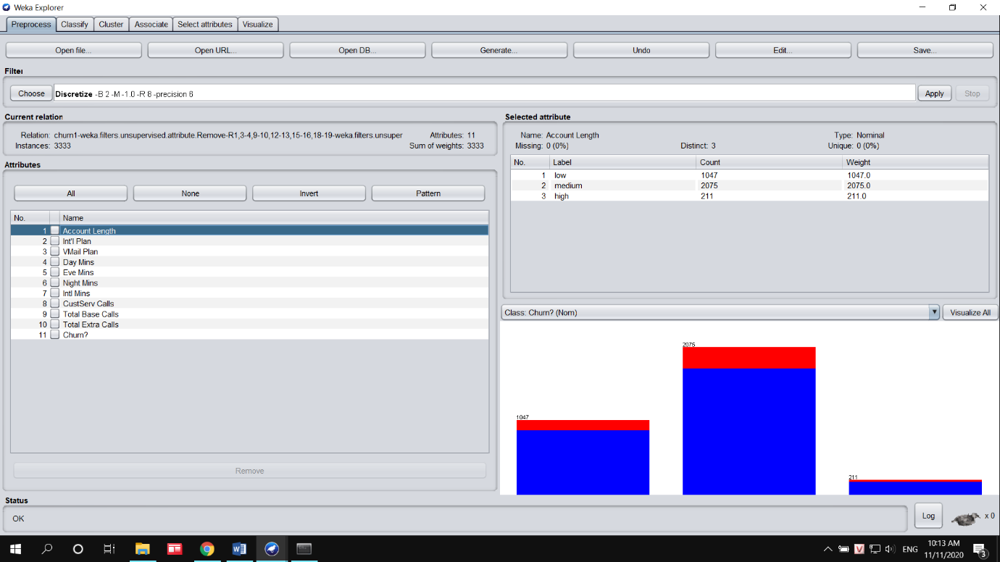 Weka Explorer
Preprocess Classify Cluster Associate Select attributes Visualize
Open file... Open URL... Open DB... Generate... Undo Edit... Save...
Filter
Choose Discretize -B 2 -M -1.0 -R 8 -precision 6 Apply Stop
Current relation
Relation: churn1-weka.filters.unsupervised.attribute.Remove-R1,3-4,9-10,12-13,15-16,18-19-weka.filters.unsuper Attributes: 11
Instances: 3333 Sum of weights: 3333
Attributes
All None Invert Pattern
No. Name
1 Account Length
2 Int'l Plan
3 VMail Plan
4 Day Mins
5 Eve Mins
6 Night Mins
7 Intl Mins
8 CustServ Calls
9 Total Base Calls
10 Total Extra Calls
11 Churn?
Remove
Selected attribute
Name: Account Length Type: Nominal
Missing: 0 (0%) Distinct: 3 Unique: 0 (0%)
No. Label Count Weight
1 low 1047 1047.0
2 medium 2075 2075.0
3 high 211 211.0
Class: Churn? (Nom) Visualize All
2075
1047
211
Status
OK Log x 0
ENG 10:13 AM
11/11/2020 3